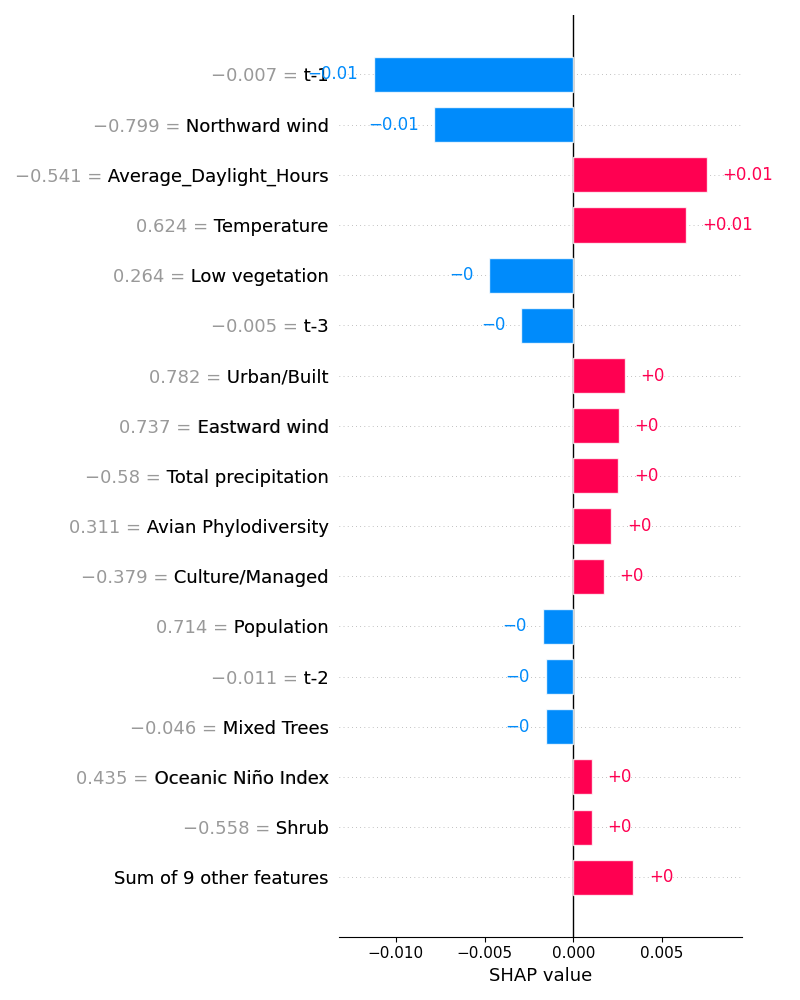 −0.007 = t-1 −0.01
−0.799 = Northward wind −0.01
−0.541 = Average_Daylight_Hours +0.01
0.624 = Temperature +0.01
0.264 = Low vegetation −0
−0.005 = t-3 −0
0.782 = Urban/Built +0
0.737 = Eastward wind +0
−0.58 = Total precipitation +0
0.311 = Avian Phylodiversity +0
−0.379 = Culture/Managed +0
0.714 = Population −0
−0.011 = t-2 −0
−0.046 = Mixed Trees −0
0.435 = Oceanic Niño Index +0
−0.558 = Shrub +0
Sum of 9 other features +0
−0.010 −0.005 0.000 0.005
SHAP value